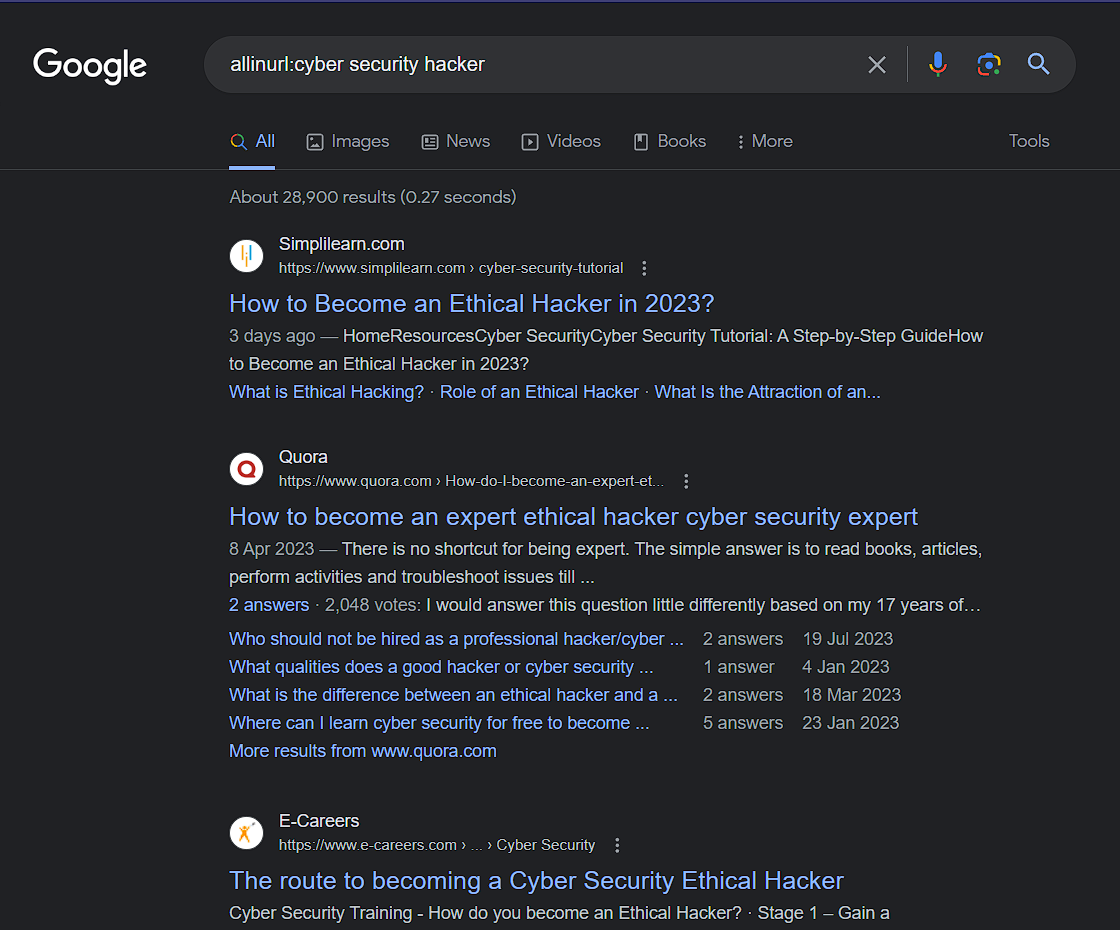 Google
allinurl:cyber security hacker
All Images News Videos Books More Tools
About 28,900 results (0.27 seconds)
Simplilearn.com
https://www.simplilearn.com › cyber-security-tutorial
How to Become an Ethical Hacker in 2023?
3 days ago — HomeResourcesCyber SecurityCyber Security Tutorial: A Step-by-Step GuideHow
to Become an Ethical Hacker in 2023?
What is Ethical Hacking? · Role of an Ethical Hacker · What Is the Attraction of an...
Quora
https://www.quora.com › How-do-I-become-an-expert-et...
How to become an expert ethical hacker cyber security expert
8 Apr 2023 — There is no shortcut for being expert. The simple answer is to read books, articles,
perform activities and troubleshoot issues till ...
2 answers · 2,048 votes: I would answer this question little differently based on my 17 years of…
Who should not be hired as a professional hacker/cyber ... 2 answers 19 Jul 2023
What qualities does a good hacker or cyber security ... 1 answer 4 Jan 2023
What is the difference between an ethical hacker and a ... 2 answers 18 Mar 2023
Where can I learn cyber security for free to become ... 5 answers 23 Jan 2023
More results from www.quora.com
E-Careers
https://www.e-careers.com › ... › Cyber Security
The route to becoming a Cyber Security Ethical Hacker
Cyber Security Training - How do you become an Ethical Hacker? · Stage 1 – Gain a